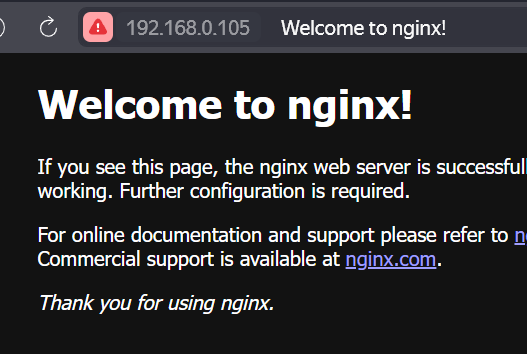 192.168.0.105 Welcome to nginx!
Welcome to nginx!
If you see this page, the nginx web server is
working. Further configuration is required.
For online documentation and support please refer to
Commercial support is available at nginx.com.
Thank you for using nginx.